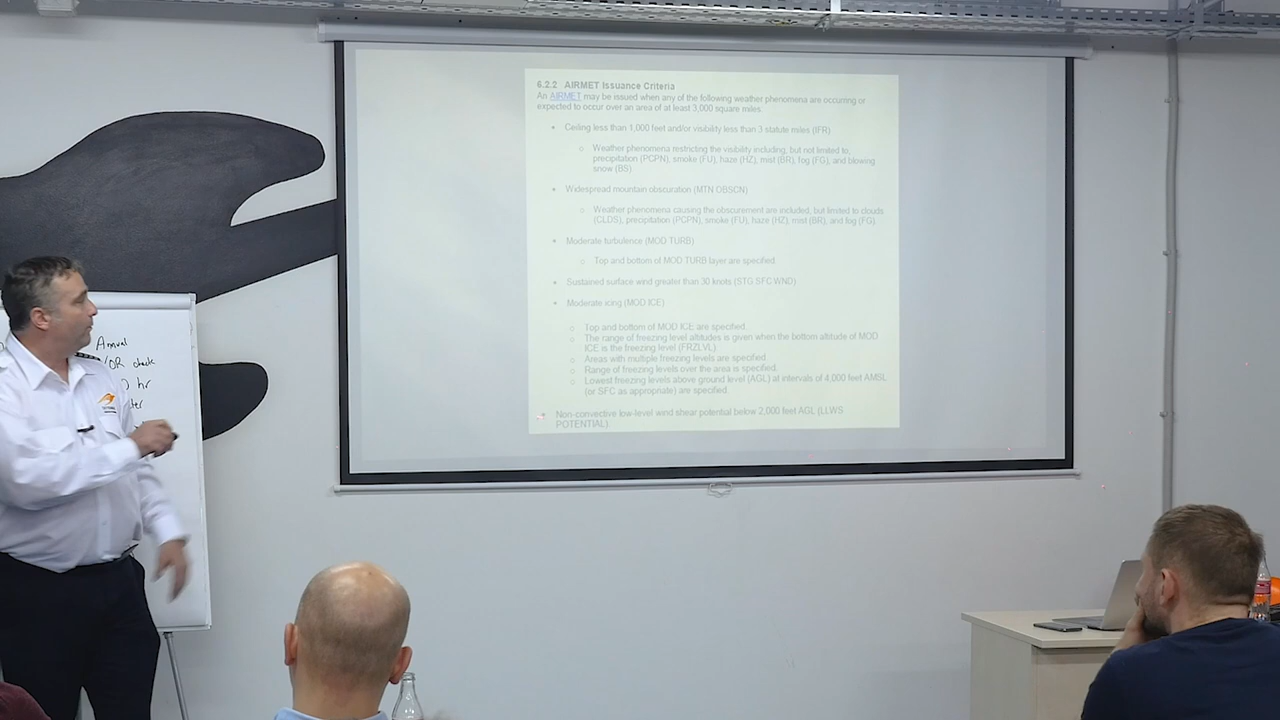 6.2.2 AIRMET Issuance Criteria
An AIRMET may be issued when any of the following weather phenomena are occurring or
expected to occur over an area of at least 3,000 square miles.
• Ceiling less than 1,000 feet and/or visibility less than 3 statute miles (IFR)
○ Weather phenomena restricting the visibility including, but not limited to,
precipitation (PCPN), smoke (FU), haze (HZ), mist (BR), fog (FG), and blowing
snow (BS)
• Widespread mountain obscuration (MTN OBSCN)
○ Weather phenomena causing the obscurement are included, but limited to clouds
(CLDS), precipitation (PCPN), smoke (FU), haze (HZ), mist (BR), and fog (FG)
• Moderate turbulence (MOD TURB)
○ Top and bottom of MOD TURB layer are specified.
• Sustained surface wind greater than 30 knots (STG SFC WND)
• Moderate icing (MOD ICE)
○ Top and bottom of MOD ICE are specified.
○ The range of freezing level altitudes is given when the bottom altitude of MOD
ICE is the freezing level (FRZLVL)
○ Areas with multiple freezing levels are specified
○ Range of freezing levels over the area is specified.
○ Lowest freezing levels above ground level (AGL) at intervals of 4,000 feet AMSL
(or SFC as appropriate) are specified.
• Non-convective low-level wind shear potential below 2,000 feet AGL (LLWS
POTENTIAL)
Annual
/OR check
hr